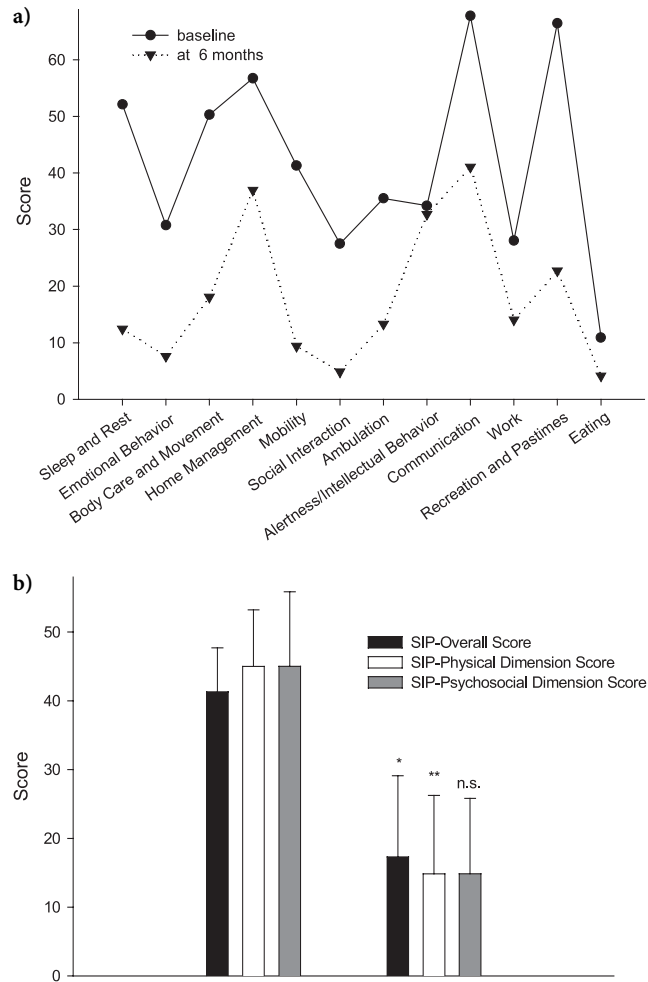 a)
baseline
at 6 months
60
50
40
30
20
10
0
Score
Sleep and Rest
Emotional Behavior
Body Care and Movement
Home Management
Mobility
Social Interaction
Ambulation
Alertness/Intellectual Behavior
Communication
Work
Recreation and Pastimes
Eating
b)
SIP-Overall Score
SIP-Physical Dimension Score
SIP-Psychosocial Dimension Score
50
40
30
20
10
0
Score
*
**
n.s.